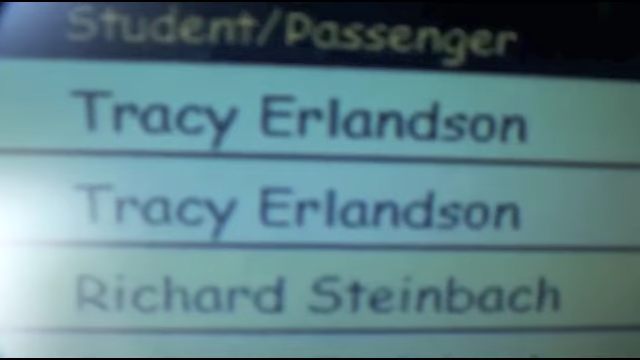 Student/Passenger
Tracy Erlandson
Tracy Erlandson
Richard Steinbach